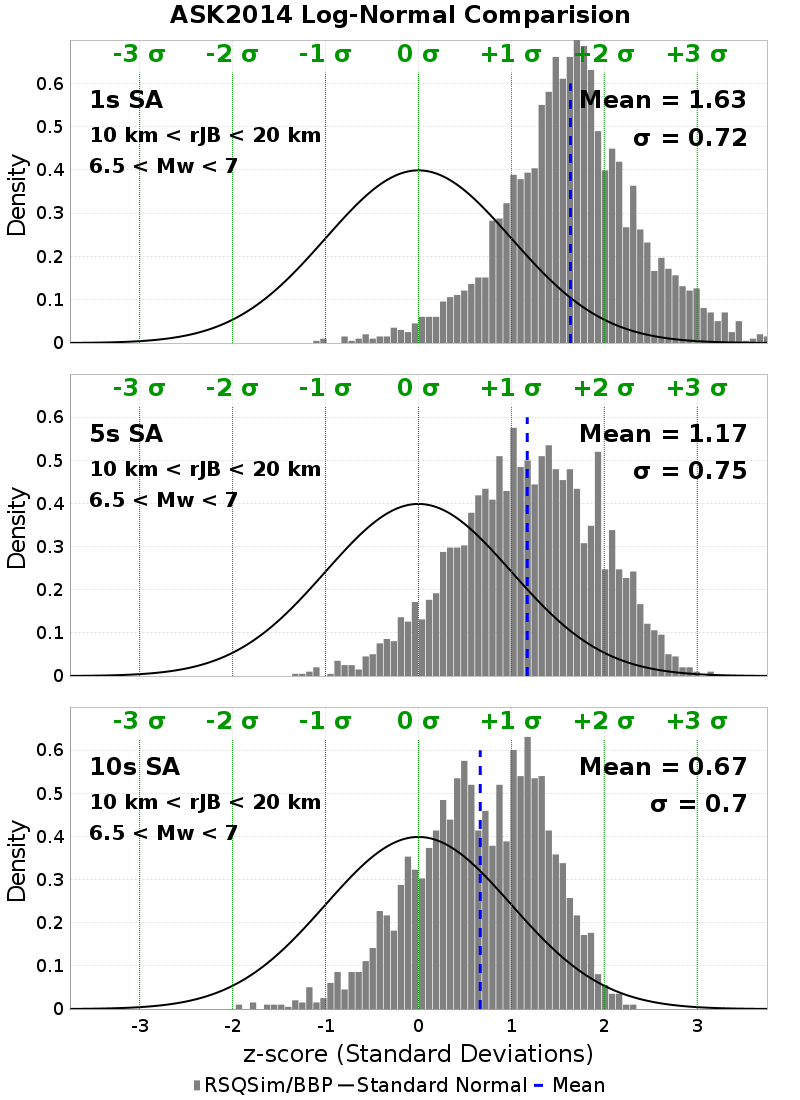 ASK2014 Log-Normal Comparision
-3 σ -2 σ -1 σ 0 σ +1 σ +2 σ +3 σ
1s SA
Mean = 1.63
10 km < rJB < 20 km
σ = 0.72
6.5 < Mw < 7
Density
0.6
0.5
0.4
0.3
0.2
0.1
0
-3 σ -2 σ -1 σ 0 σ +1 σ +2 σ +3 σ
5s SA
Mean = 1.17
10 km < rJB < 20 km
σ = 0.75
6.5 < Mw < 7
Density
0.6
0.5
0.4
0.3
0.2
0.1
0
-3 σ -2 σ -1 σ 0 σ +1 σ +2 σ +3 σ
10s SA
Mean = 0.67
10 km < rJB < 20 km
σ = 0.7
6.5 < Mw < 7
Density
0.6
0.5
0.4
0.3
0.2
0.1
0
-3 -2 -1 0 1 2 3
z-score (Standard Deviations)
RSQSim/BBP Standard Normal Mean